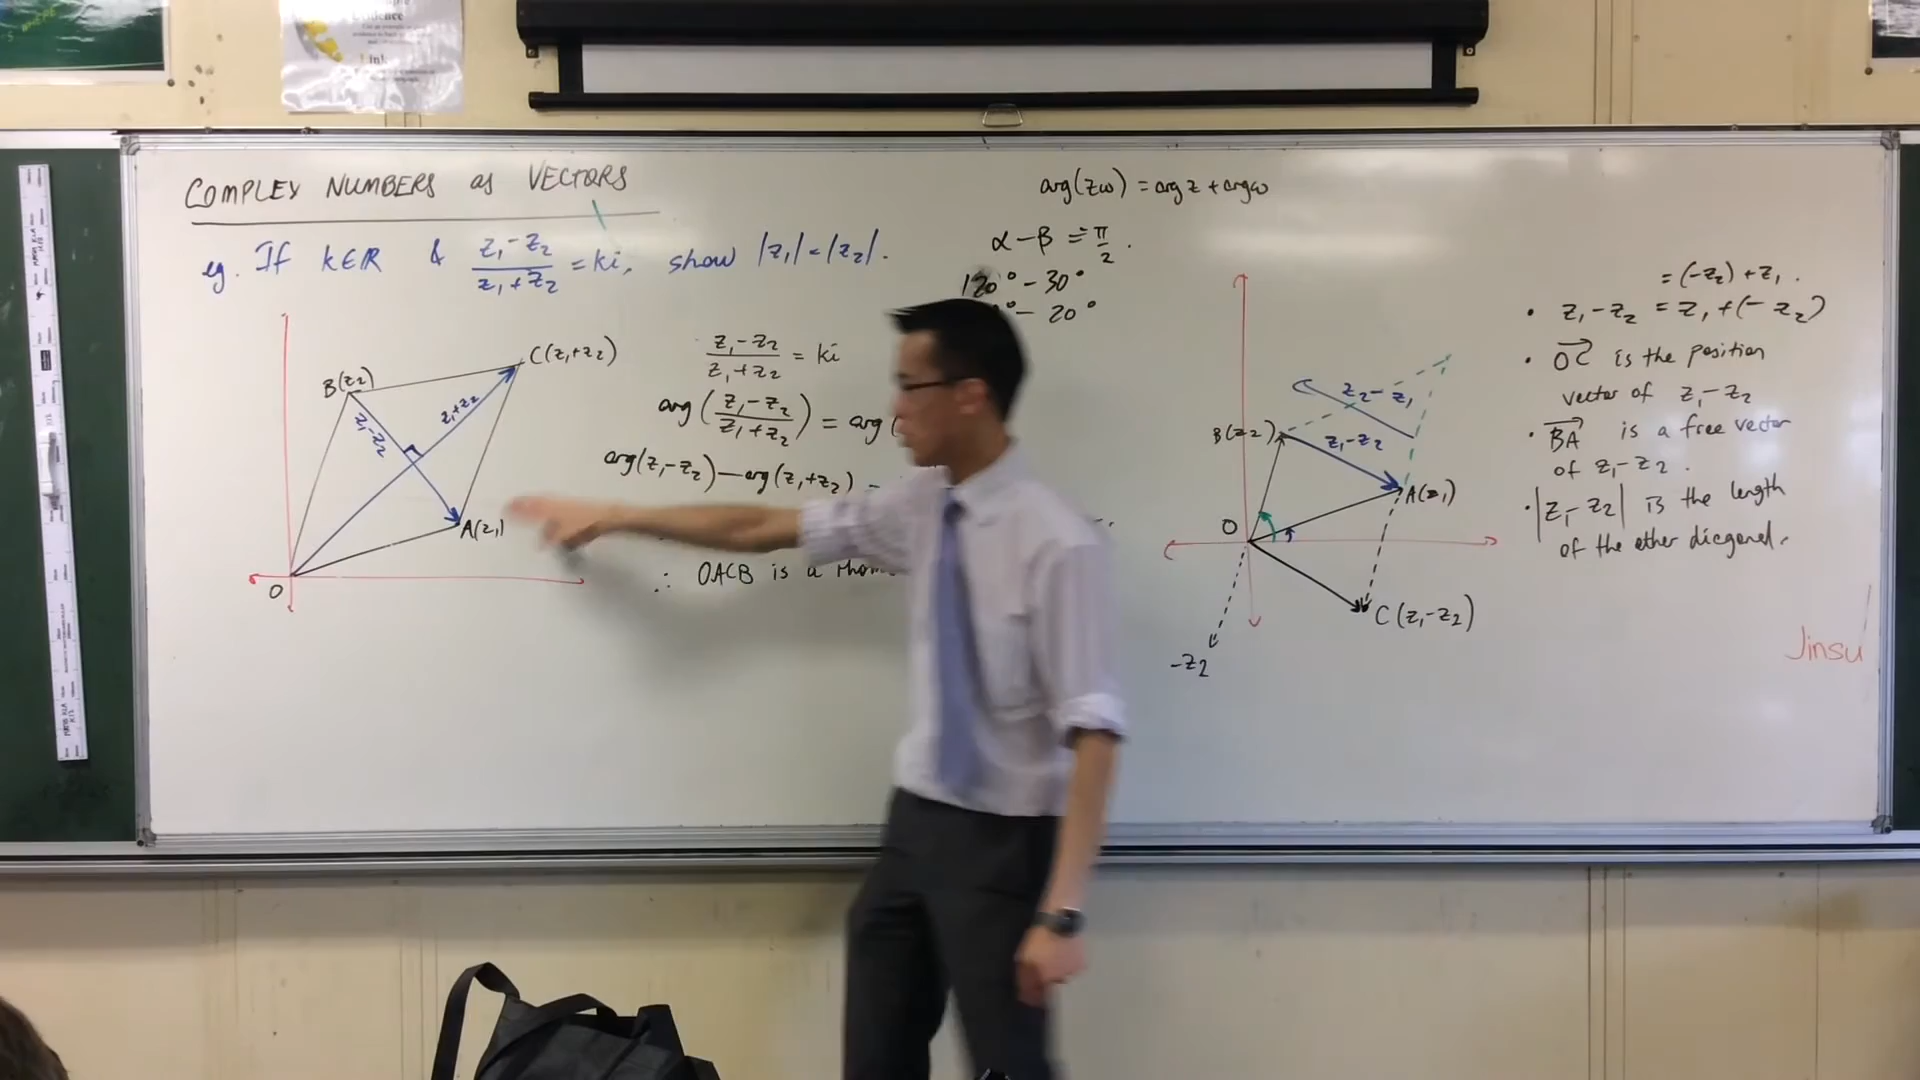 COMPLEX NUMBERS as VECTORS
eg. If k∈ℝ & (z₁-z₂)/(z₁+z₂) = ki, show |z₁|=|z₂|.
B(z₂)
C(z₁+z₂)
z₁-z₂
z₁+z₂
A(z₁)
O
(z₁-z₂)/(z₁+z₂) = ki
arg((z₁-z₂)/(z₁+z₂)) = arg(
arg(z₁-z₂)-arg(z₁+z₂) =
∴ OACB is a rhom
arg(zω) = arg z + arg ω
α-β = π/2.
120°-30°
°- 20°
z₂-z₁
B(z₂)
z₁-z₂
A(z₁)
O
C(z₁-z₂)
-z₂
= (-z₂)+z₁.
• z₁-z₂ = z₁+(-z₂)
• OC⃗ is the position
vector of z₁-z₂
• BA⃗ is a free vector
of z₁-z₂.
• |z₁-z₂| is the length
of the other diagonal.
Jinsu